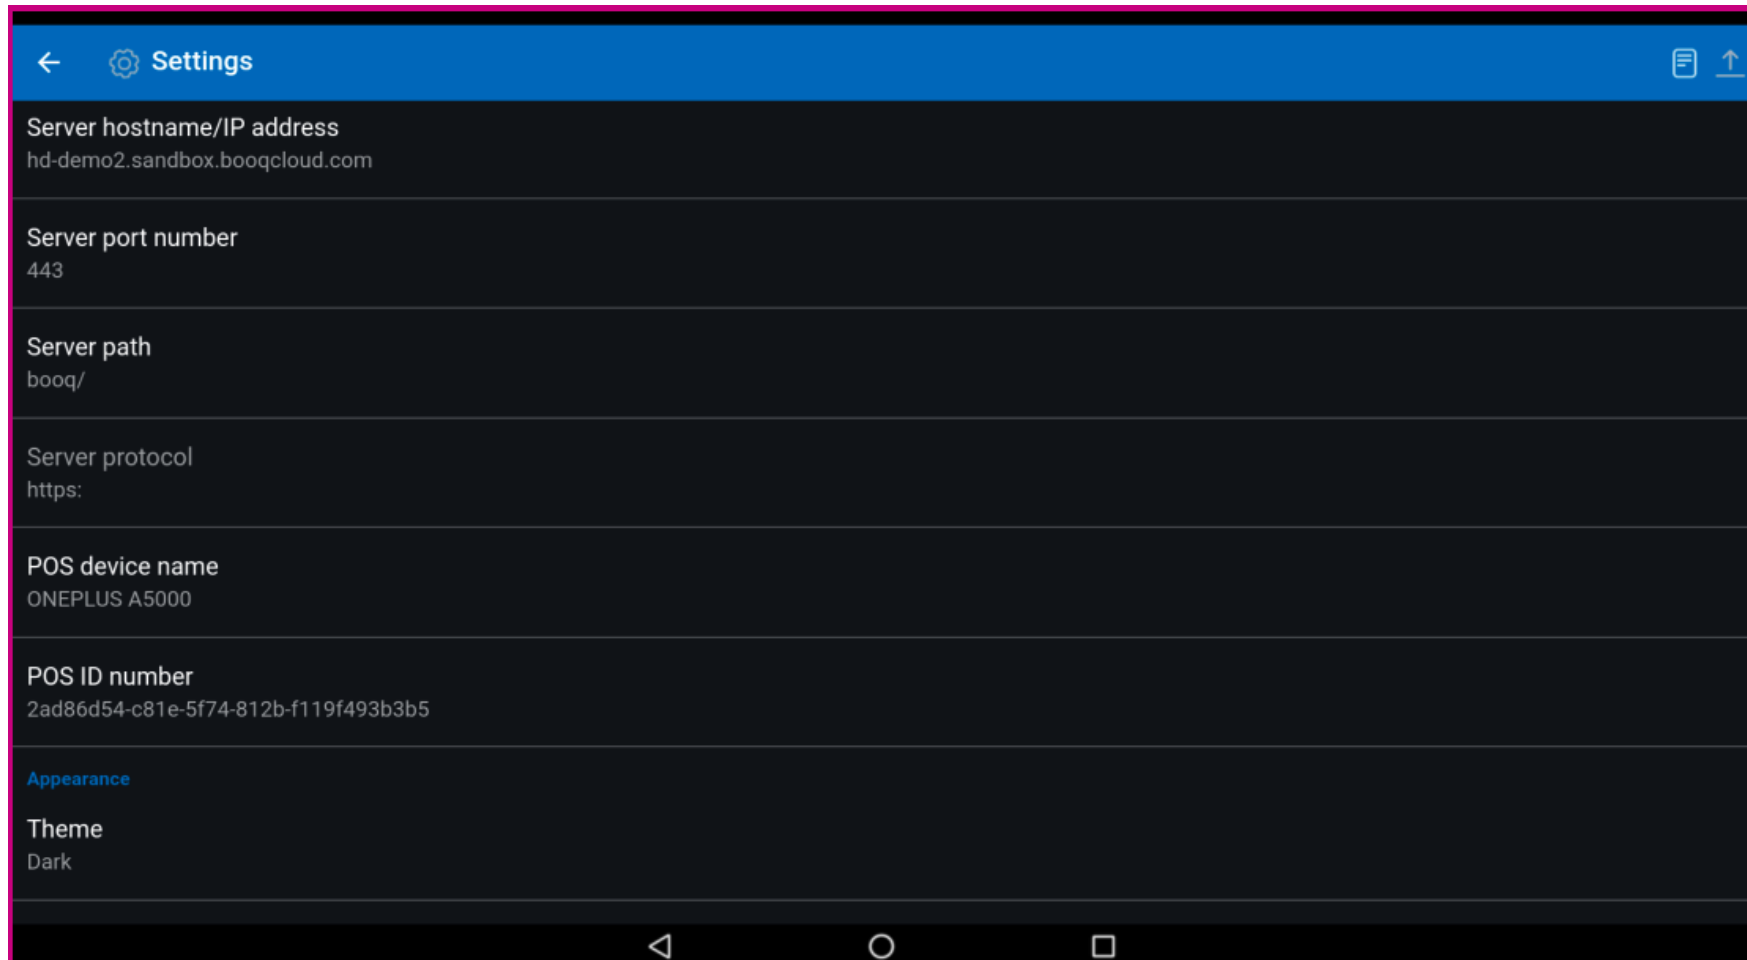 Settings
Server hostname/IP address
hd-demo2.sandbox.booqcloud.com
Server port number
443
Server path
booq/
Server protocol
https:
POS device name
ONEPLUS A5000
POS ID number
2ad86d54-c81e-5f74-812b-f119f493b3b5
Appearance
Theme
Dark